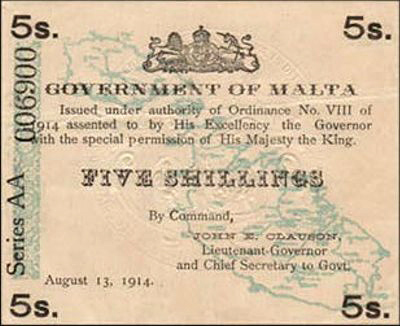 5s. 5s.
GOVERNMENT OF MALTA
Issued under authority of Ordinance No. VIII of
1914 assented to by His Excellency the Governor
with the special permission of His Majesty the King.
FIVE SHILLINGS
By Command,
JOHN E. CLAUSON,
Lieutenant-Governor
and Chief Secretary to Govt.
August 13, 1914.
Series AA 006900
5s. 5s.